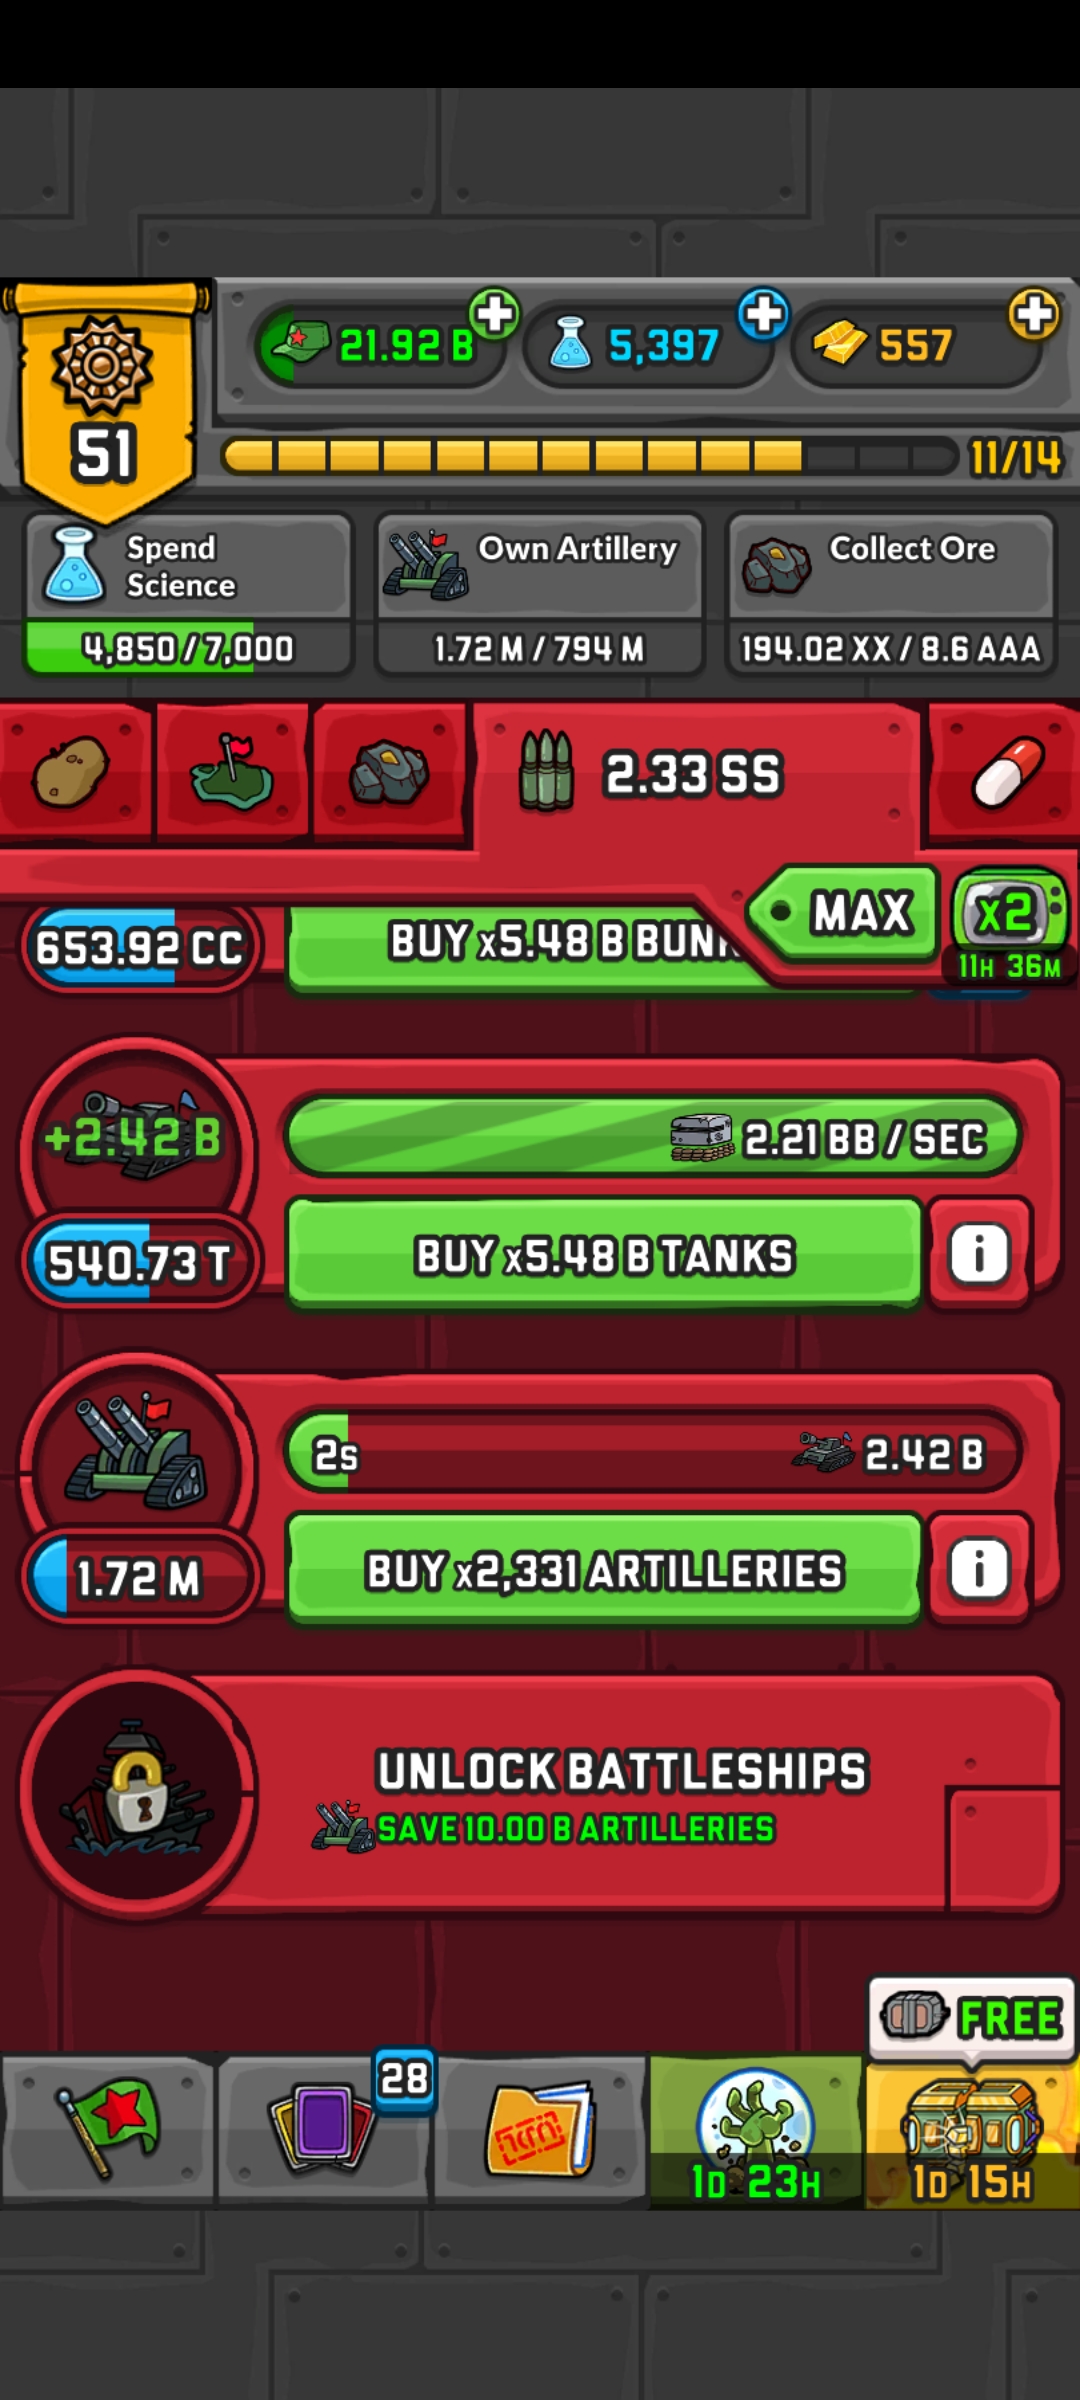 21.92 B
5,397
557
51
11/14
Spend
Science
4,850/7,000
Own Artillery
1.72 M/794 M
Collect Ore
194.02 XX/8.6 AAA
2.33 SS
MAX
x2
11H 36M
653.92 CC
BUY x5.48 B
+2.42 B
2.21 BB/SEC
540.73 T
BUY x5.48 B TANKS
i
2s
2.42 B
1.72 M
BUY x2,331 ARTILLERIES
i
UNLOCK BATTLESHIPS
SAVE 10.00 B ARTILLERIES
FREE
28
1D 23H
1D 15H